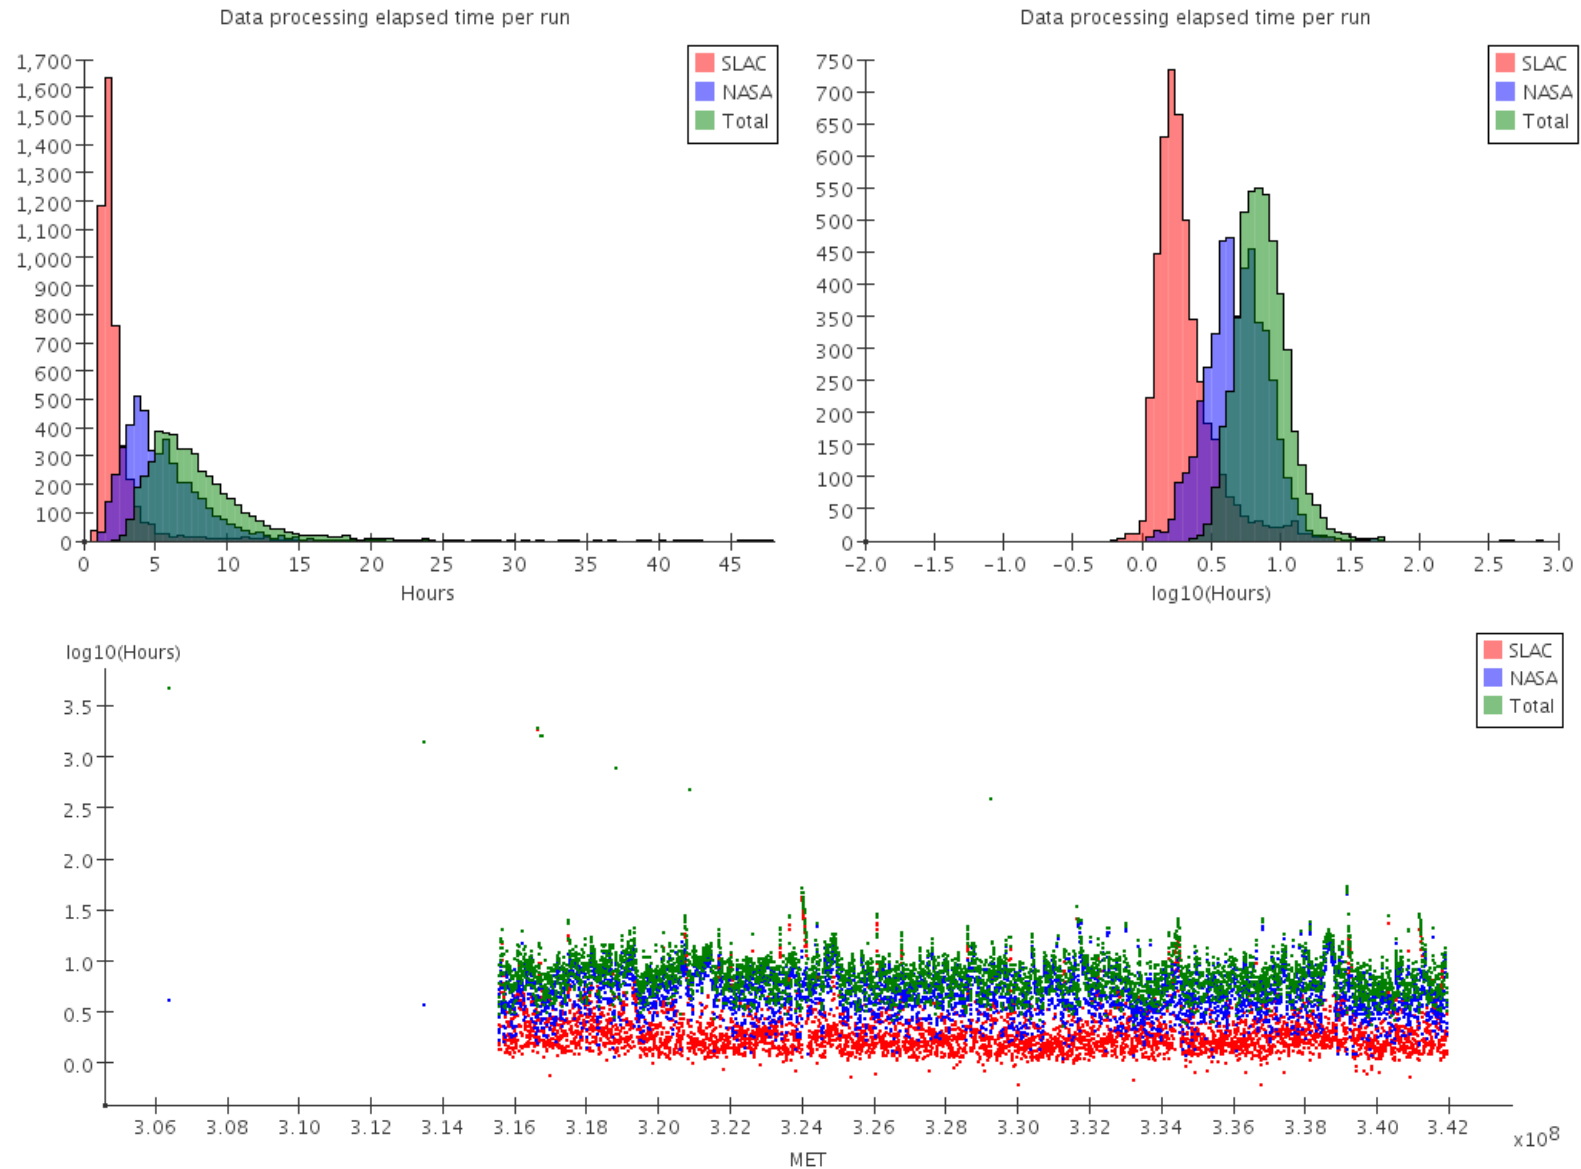 Data processing elapsed time per run
1,700
1,600
1,500
1,400
1,300
1,200
1,100
1,000
900
800
700
600
500
400
300
200
100
0
0 5 10 15 20 25 30 35 40 45
Hours
SLAC
NASA
Total
Data processing elapsed time per run
750
700
650
600
550
500
450
400
350
300
250
200
150
100
50
0
-2.0 -1.5 -1.0 -0.5 0.0 0.5 1.0 1.5 2.0 2.5 3.0
log10(Hours)
SLAC
NASA
Total
log10(Hours)
3.5
3.0
2.5
2.0
1.5
1.0
0.5
0.0
3.06 3.08 3.10 3.12 3.14 3.16 3.18 3.20 3.22 3.24 3.26 3.28 3.30 3.32 3.34 3.36 3.38 3.40 3.42
x10⁸
MET
SLAC
NASA
Total